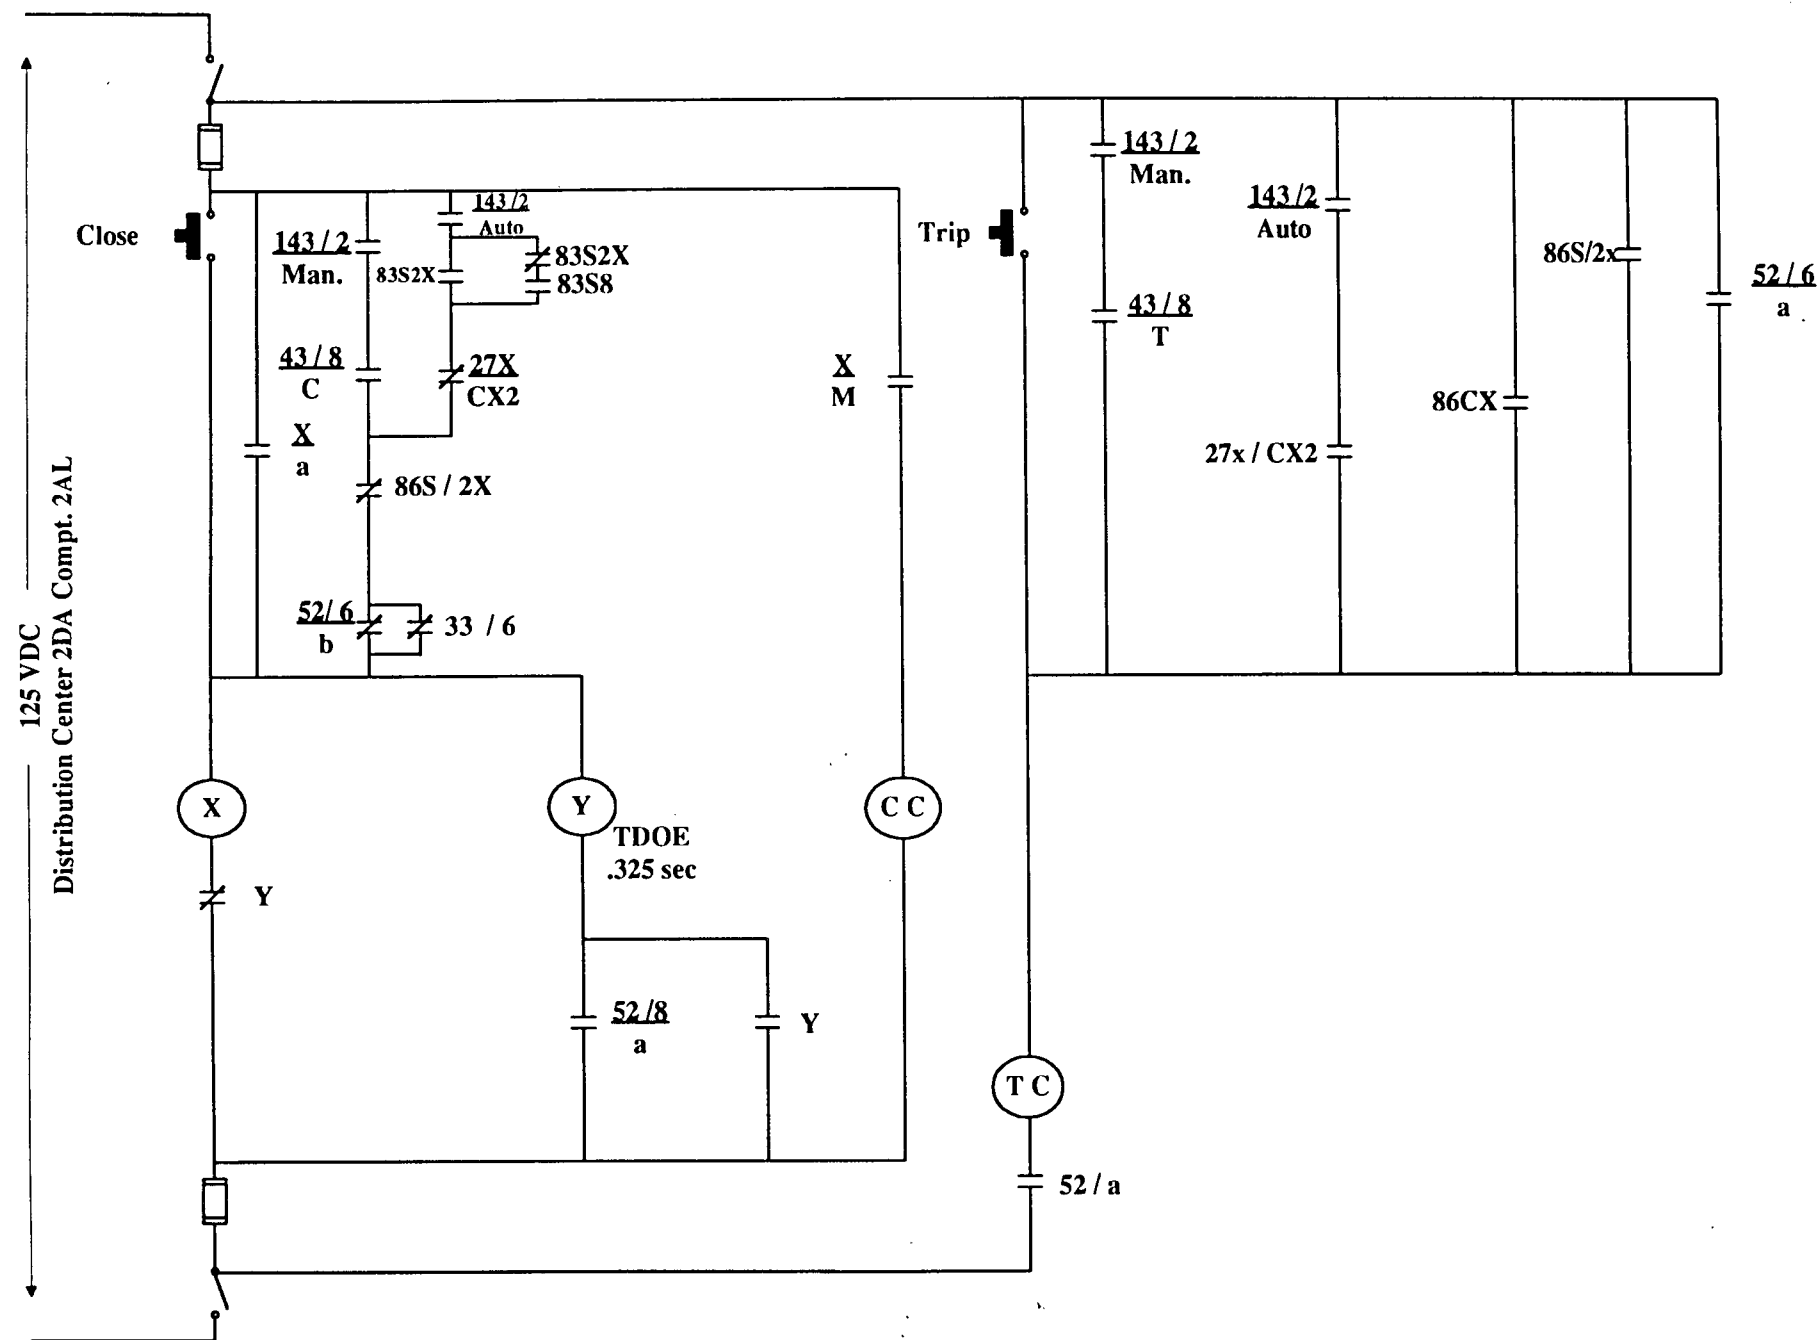 Close
143 / 2
Man.
143/2
Auto
83S2X
83S2X
83S8
43 / 8
C
27X
CX2
X
a
86S / 2X
52/ 6
b
33 / 6
X
M
Trip
143 / 2
Man.
43 / 8
T
143 / 2
Auto
27x / CX2
86CX
86S/2x
52 / 6
a
125 VDC
Distribution Center 2DA Compt. 2AL
X
Y
TDOE
.325 sec
C C
Y
52 /8
a
Y
T C
52 / a